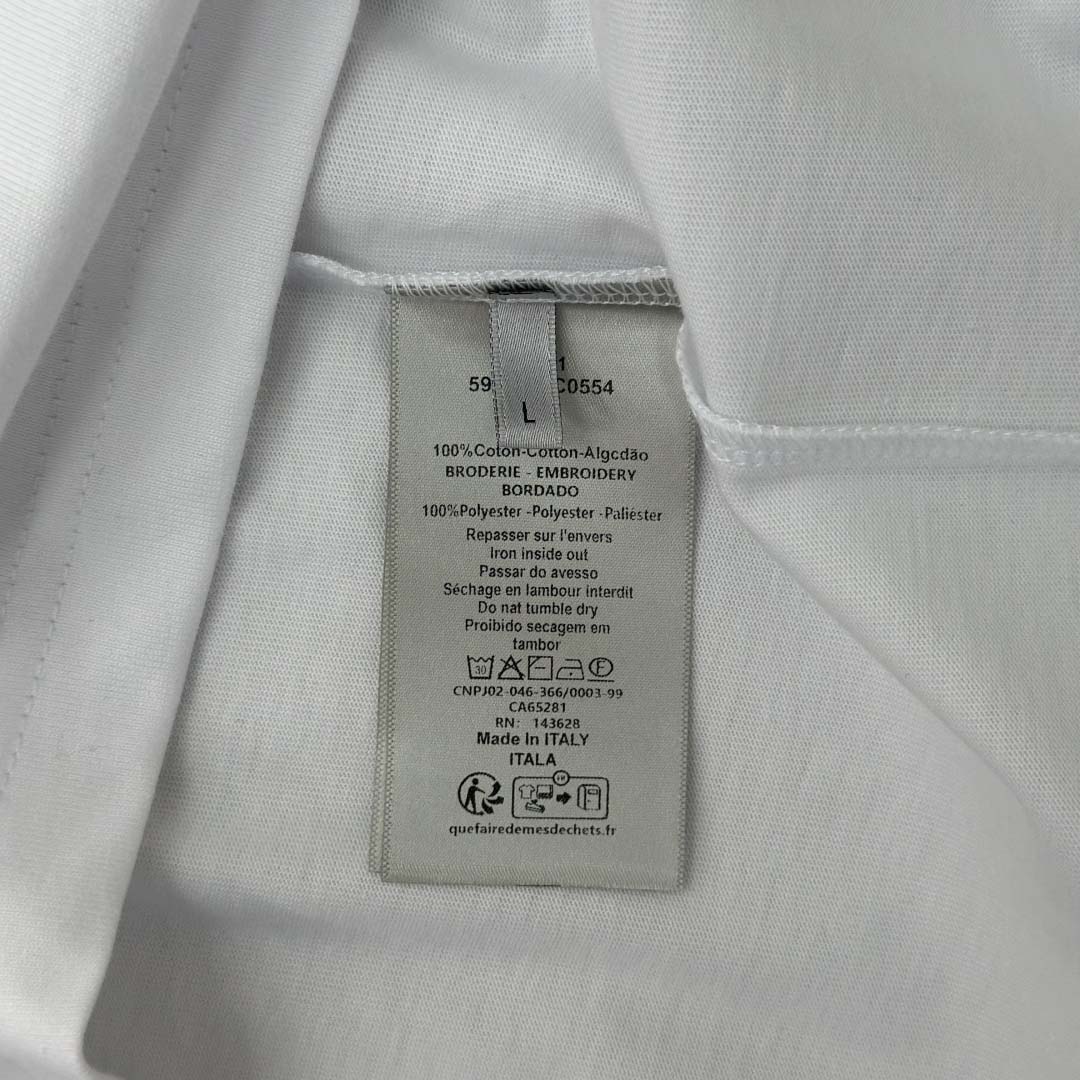 1
59 C0554
L
100%Coton-Cotton-Algcdão
BRODERIE - EMBROIDERY
BORDADO
100%Polyester -Polyester -Paliéster
Repasser sur l'envers
Iron inside out
Passar do avesso
Séchage en lambour interdit
Do nat tumble dry
Proibido secagem em
tambor
30 F
CNPJ02-046-366/0003-99
CA65281
RN: 143628
Made In ITALY
ITALA
quefairedemesdechets.fr